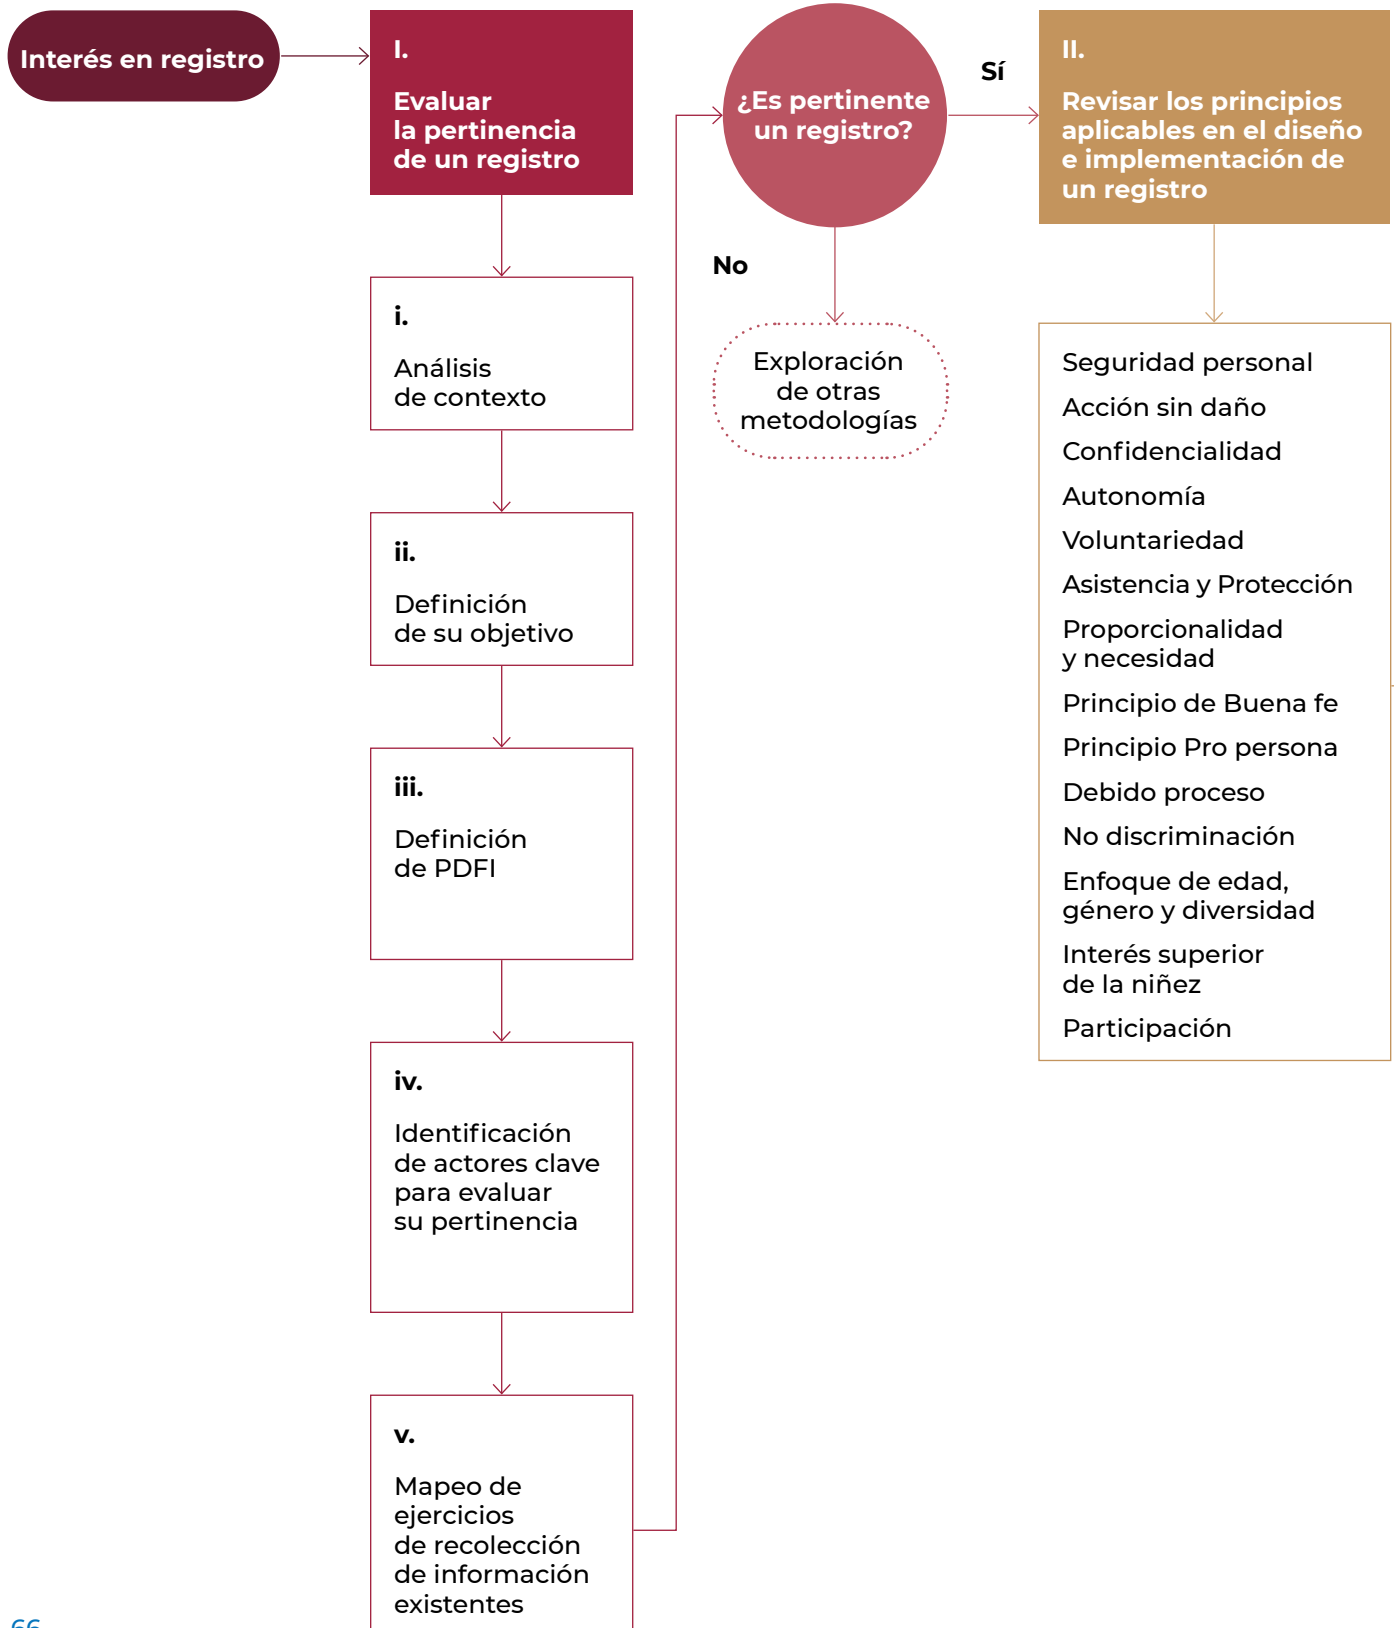 Interés en registro
I.
Evaluar
la pertinencia
de un registro
i.
Análisis
de contexto
ii.
Definición
de su objetivo
iii.
Definición
de PDFI
iv.
Identificación
de actores clave
para evaluar
su pertinencia
v.
Mapeo de
ejercicios
de recolección
de información
existentes
¿Es pertinente
un registro?
No
Exploración
de otras
metodologías
Sí
II.
Revisar los principios
aplicables en el diseño
e implementación de
un registro
Seguridad personal
Acción sin daño
Confidencialidad
Autonomía
Voluntariedad
Asistencia y Protección
Proporcionalidad
y necesidad
Principio de Buena fe
Principio Pro persona
Debido proceso
No discriminación
Enfoque de edad,
género y diversidad
Interés superior
de la niñez
Participación
66